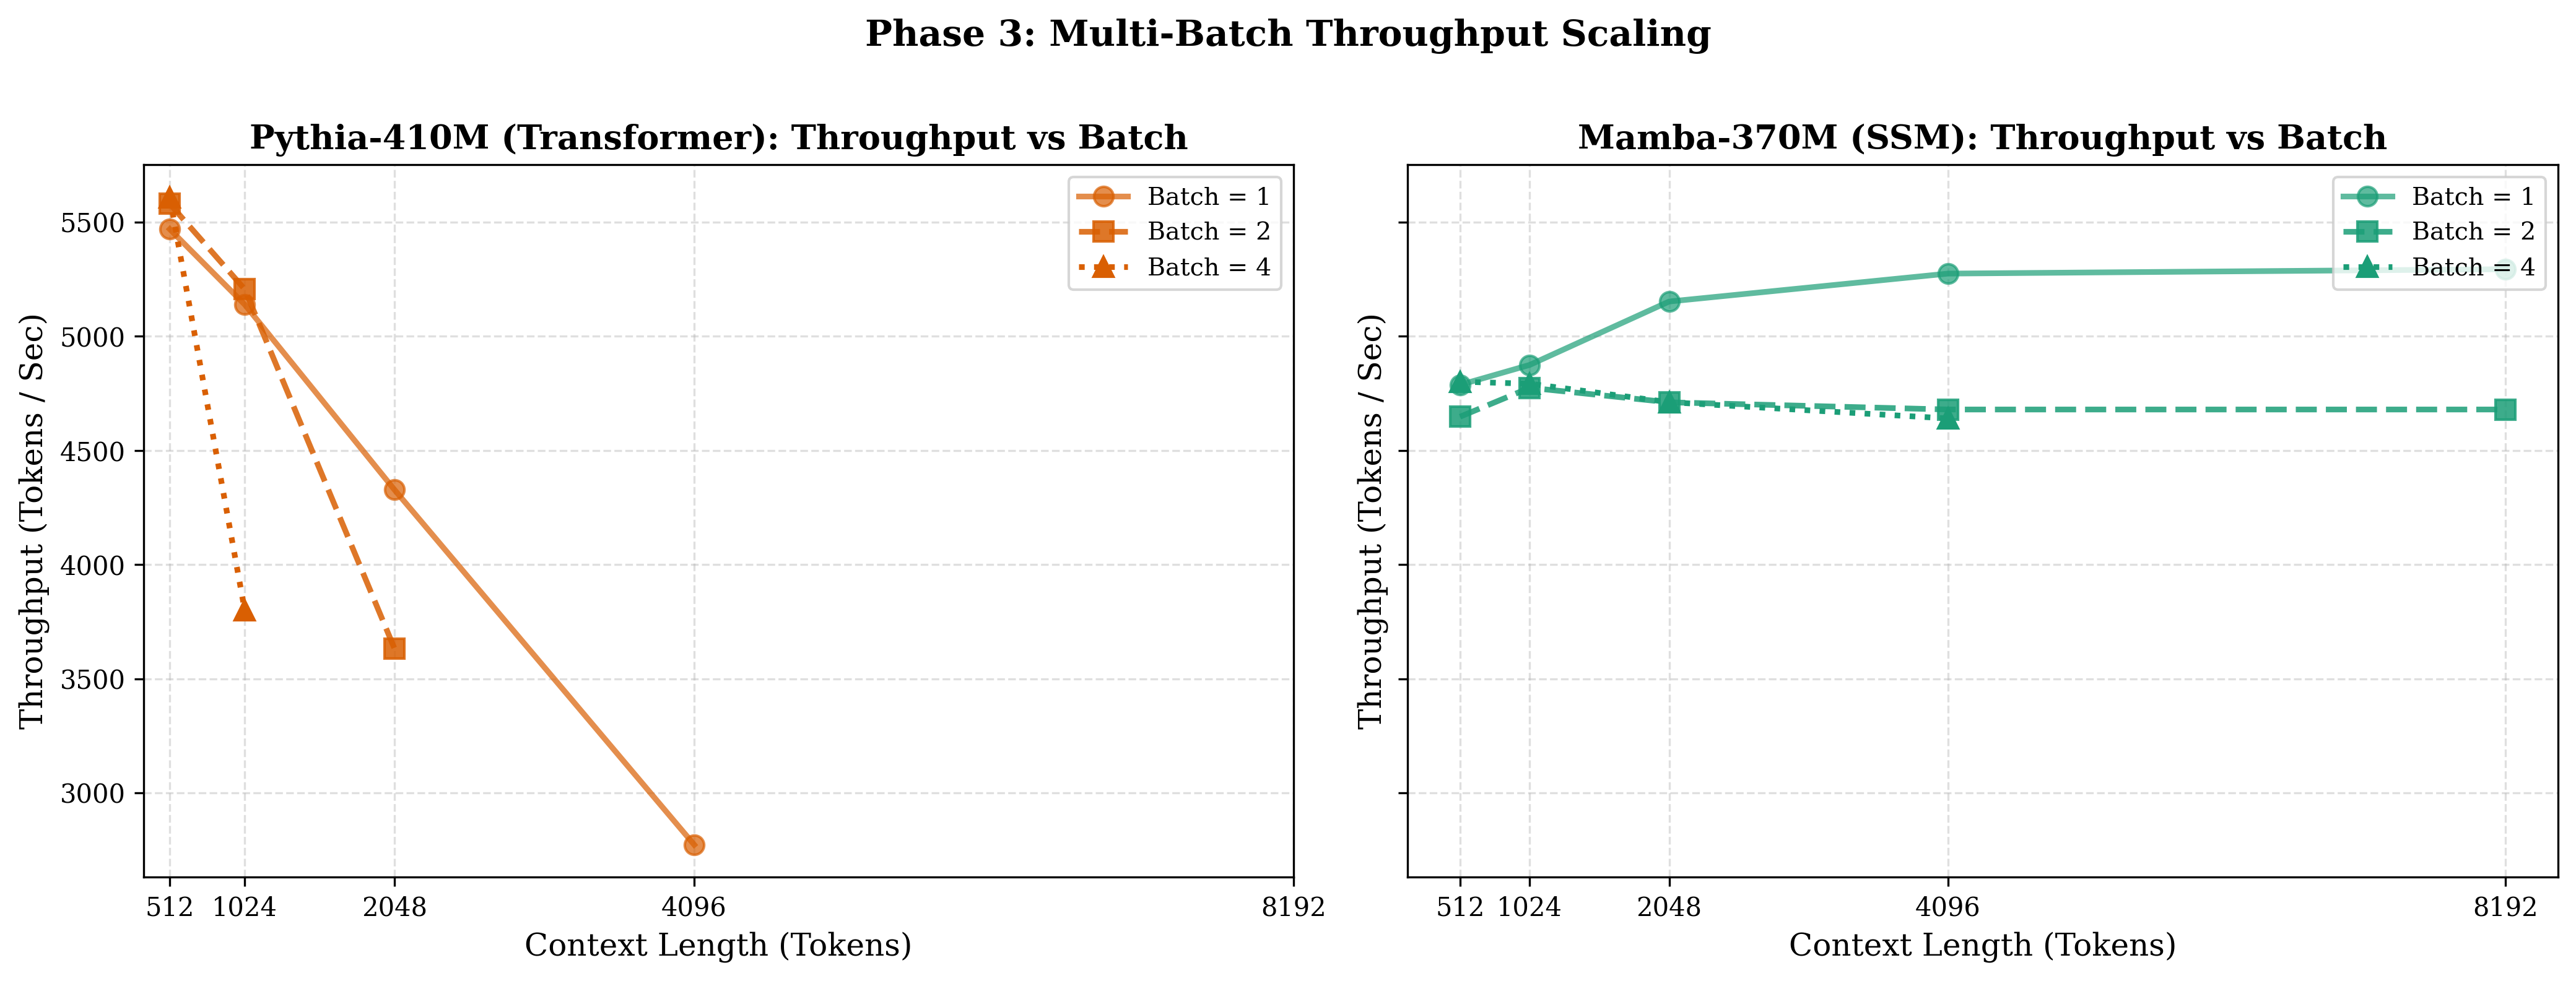 Phase 3: Multi-Batch Throughput Scaling
Pythia-410M (Transformer): Throughput vs Batch
Throughput (Tokens / Sec)
5500
5000
4500
4000
3500
3000
Batch = 1
Batch = 2
Batch = 4
512 1024 2048 4096 8192
Context Length (Tokens)
Mamba-370M (SSM): Throughput vs Batch
Throughput (Tokens / Sec)
Batch = 1
Batch = 2
Batch = 4
512 1024 2048 4096 8192
Context Length (Tokens)